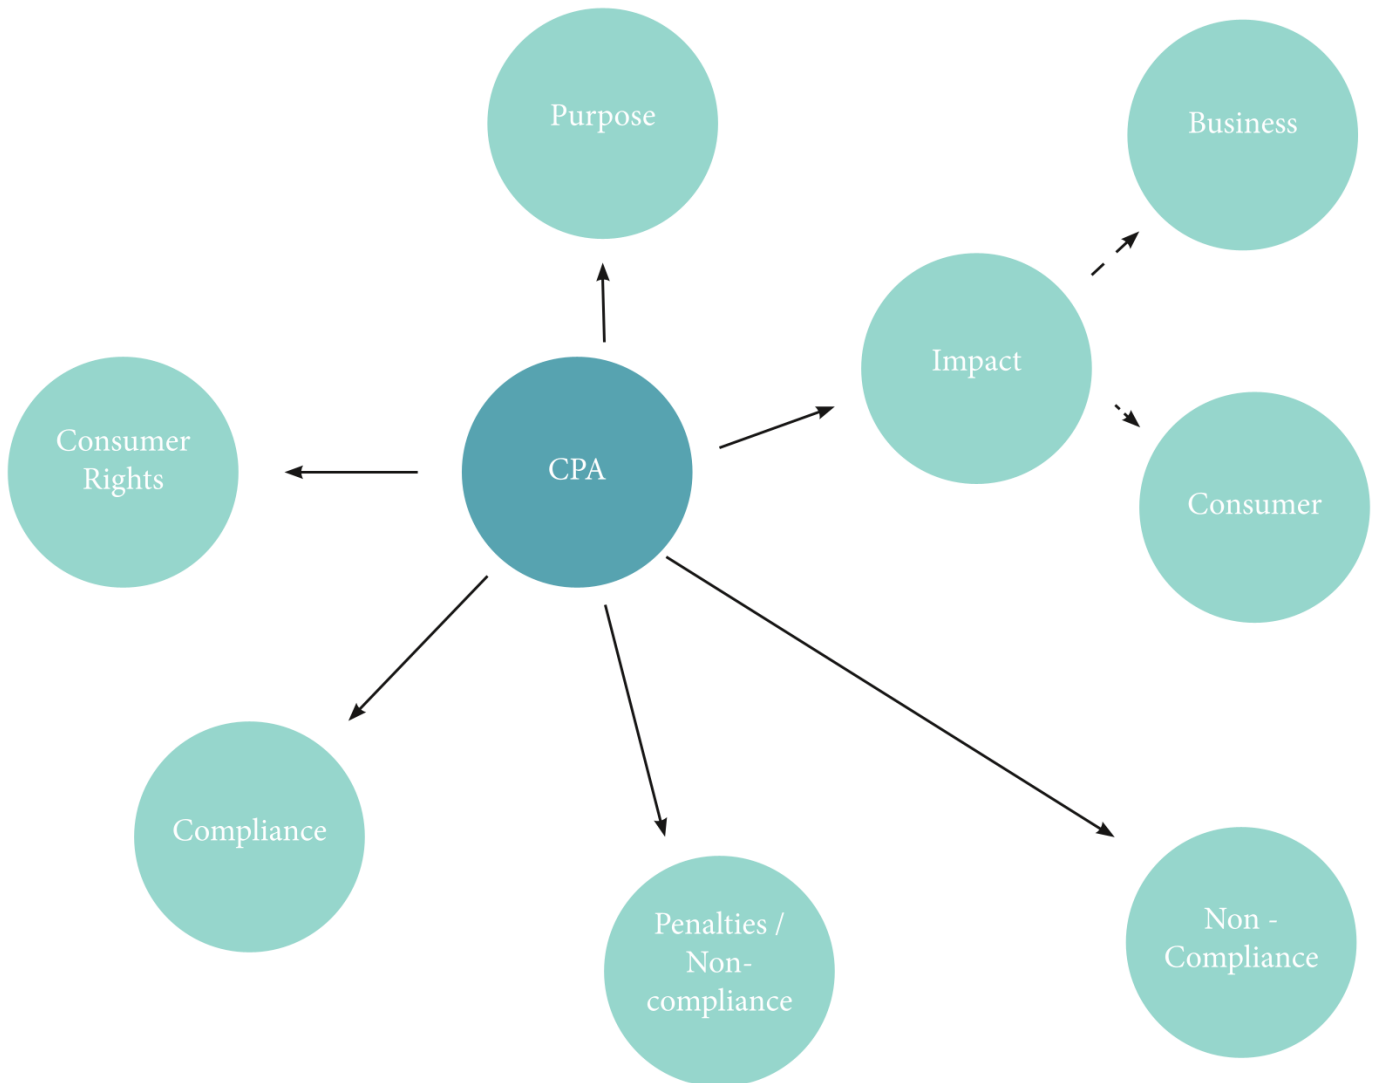 Purpose
Business
Impact
Consumer
Rights
CPA
Consumer
Compliance
Penalties /
Non-
compliance
Non -
Compliance